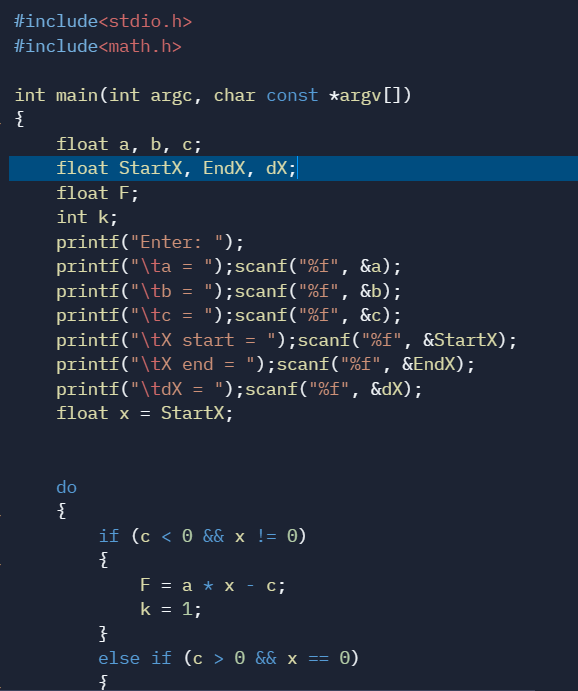 #include<stdio.h>
#include<math.h>

int main(int argc, char const *argv[])
{
    float a, b, c;
    float StartX, EndX, dX;
    float F;
    int k;
    printf("Enter: ");
    printf("\ta = ");scanf("%f", &a);
    printf("\tb = ");scanf("%f", &b);
    printf("\tc = ");scanf("%f", &c);
    printf("\tX start = ");scanf("%f", &StartX);
    printf("\tX end = ");scanf("%f", &EndX);
    printf("\tdX = ");scanf("%f", &dX);
    float x = StartX;


    do
    {
        if (c < 0 && x != 0)
        {
            F = a * x - c;
            k = 1;
        }
        else if (c > 0 && x == 0)
        {